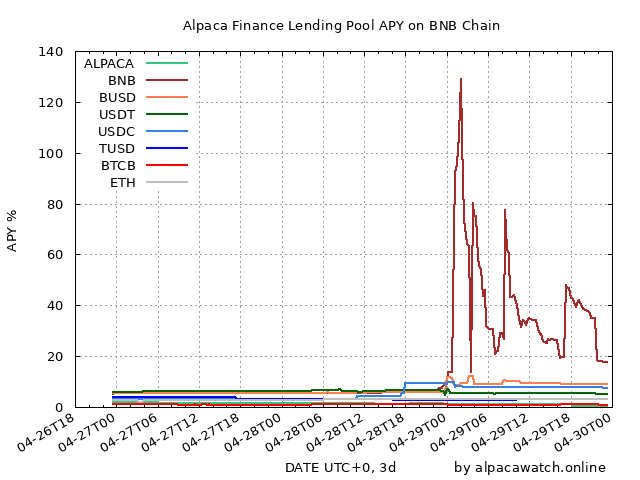 Alpaca Finance Lending Pool APY on BNB Chain
140
120
100
80
60
40
20
0
APY %
ALPACA
BNB
BUSD
USDT
USDC
TUSD
BTCB
ETH
04-26T18
04-27T00
04-27T06
04-27T12
04-27T18
04-28T00
04-28T06
04-28T12
04-28T18
04-29T00
04-29T06
04-29T12
04-29T18
04-30T00
DATE UTC+0, 3d
by alpacawatch.online